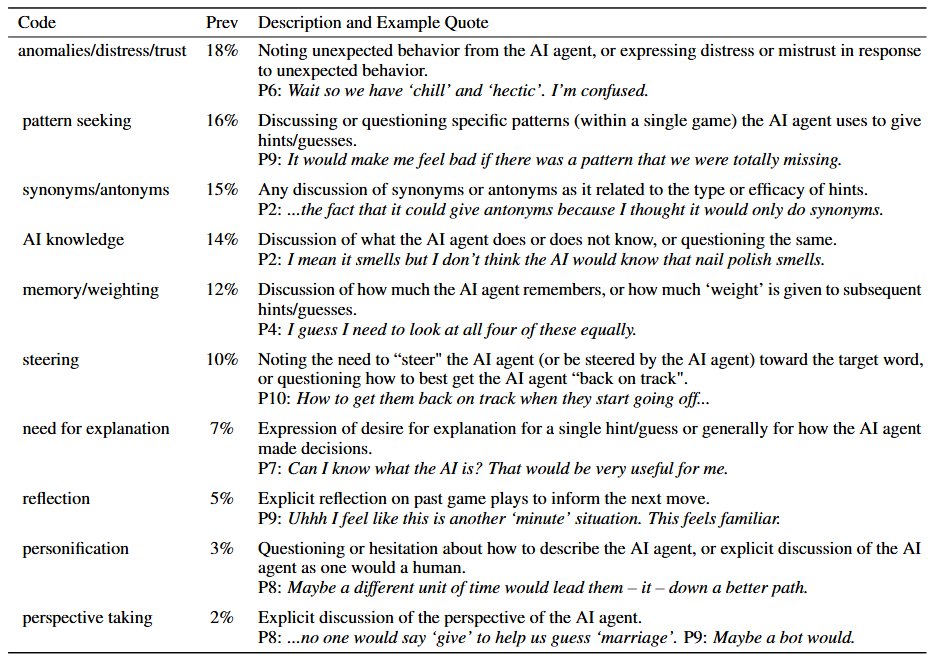 Code Prev Description and Example Quote
anomalies/distress/trust 18% Noting unexpected behavior from the AI agent, or expressing distress or mistrust in response
to unexpected behavior.
P6: Wait so we have ‘chill’ and ‘hectic’. I’m confused.
pattern seeking 16% Discussing or questioning specific patterns (within a single game) the AI agent uses to give
hints/guesses.
P9: It would make me feel bad if there was a pattern that we were totally missing.
synonyms/antonyms 15% Any discussion of synonyms or antonyms as it related to the type or efficacy of hints.
P2: ...the fact that it could give antonyms because I thought it would only do synonyms.
AI knowledge 14% Discussion of what the AI agent does or does not know, or questioning the same.
P2: I mean it smells but I don’t think the AI would know that nail polish smells.
memory/weighting 12% Discussion of how much the AI agent remembers, or how much ‘weight’ is given to subsequent
hints/guesses.
P4: I guess I need to look at all four of these equally.
steering 10% Noting the need to “steer" the AI agent (or be steered by the AI agent) toward the target word,
or questioning how to best get the AI agent “back on track".
P10: How to get them back on track when they start going off...
need for explanation 7% Expression of desire for explanation for a single hint/guess or generally for how the AI agent
made decisions.
P7: Can I know what the AI is? That would be very useful for me.
reflection 5% Explicit reflection on past game plays to inform the next move.
P9: Uhhh I feel like this is another ‘minute’ situation. This feels familiar.
personification 3% Questioning or hesitation about how to describe the AI agent, or explicit discussion of the AI
agent as one would a human.
P8: Maybe a different unit of time would lead them – it – down a better path.
perspective taking 2% Explicit discussion of the perspective of the AI agent.
P8: ...no one would say ‘give’ to help us guess ‘marriage’. P9: Maybe a bot would.